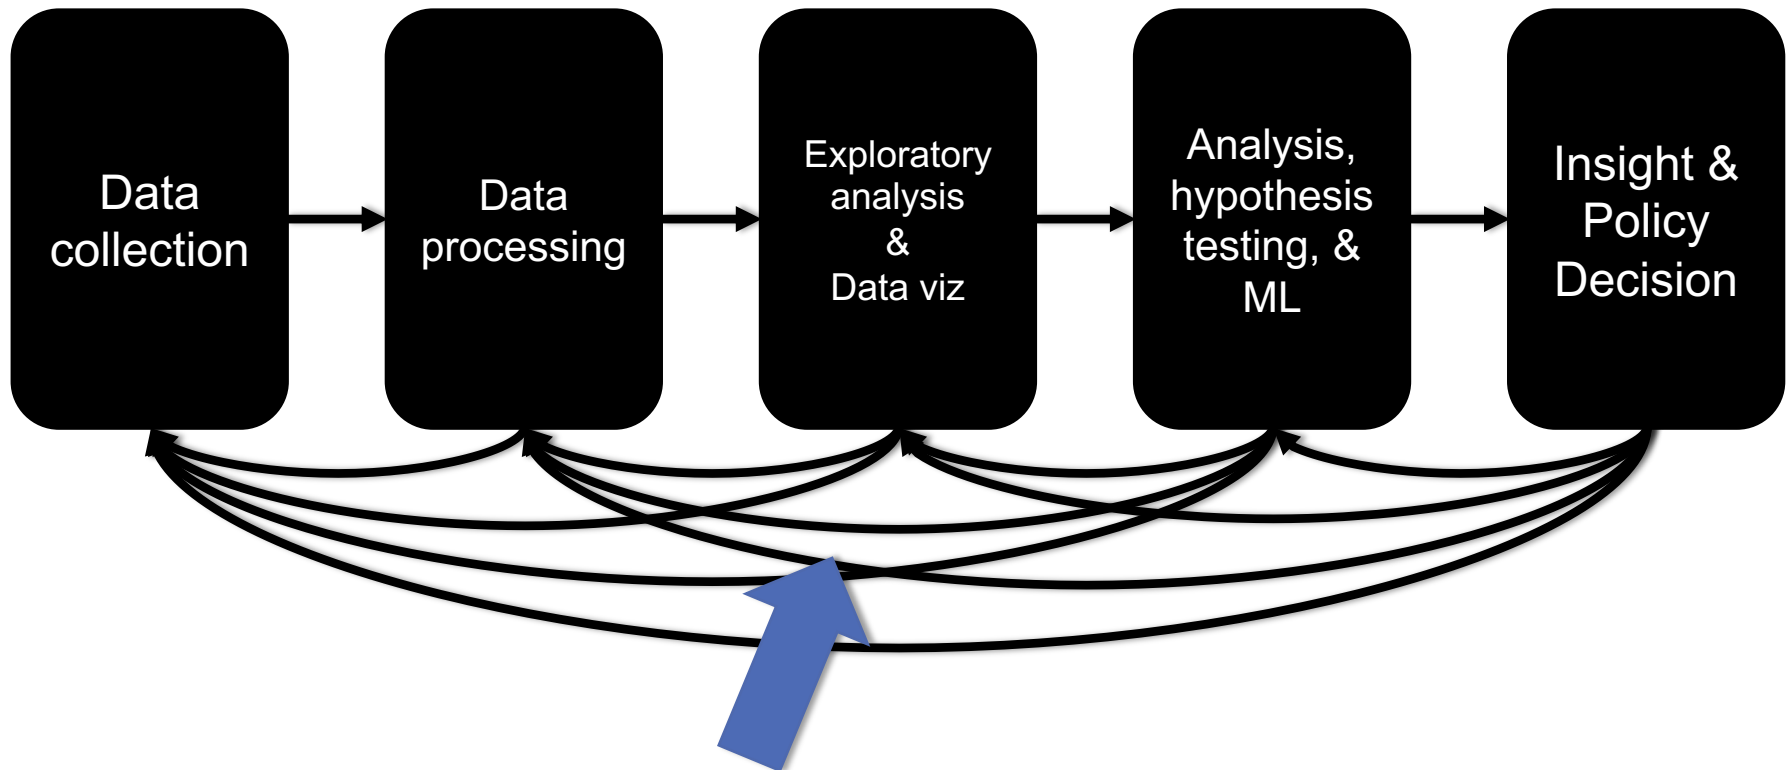 Data
collection
Data
processing
Exploratory
analysis
&
Data viz
Analysis,
hypothesis
testing, &
ML
Insight &
Policy
Decision